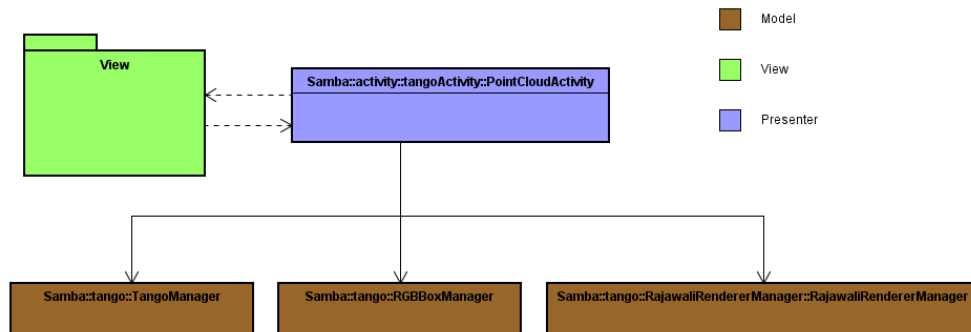 View
Samba::activity::tangoActivity::PointCloudActivity
Model
View
Presenter
Samba::tango::TangoManager
Samba::tango::RGBBoxManager
Samba::tango::RajawaliRendererManager::RajawaliRendererManager